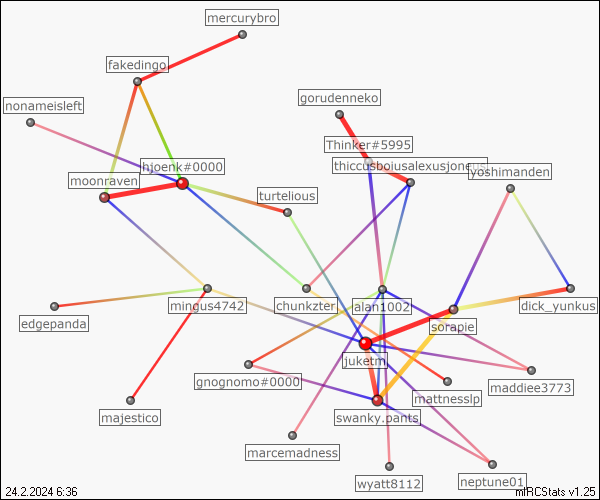 mercurybro
fakedingo
nonameisleft
gorudenneko
Thinker#5995
hjoenk#0000
yoshimanden
moonraven
turtelious
mingus4742
chunkzter
alan1002
dick_yunkus
edgepanda
sorapie
juketm
gnognomo#0000
maddiee3773
mattnesslp
majestico
swanky.pants
marcemadness
wyatt8112
neptune01
24.2.2024 6:36
mIRCStats v1.25